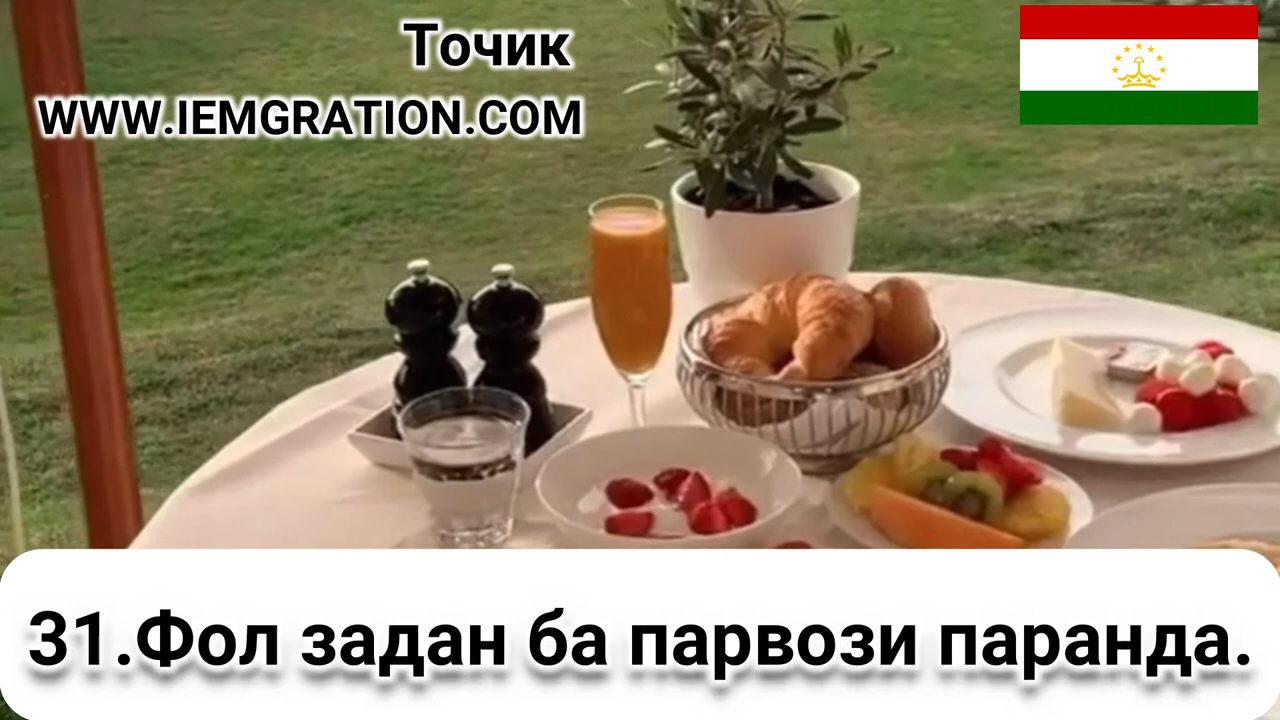 Точик
WWW.IEMGRATION.COM
31.Фол задан ба парвози паранда.